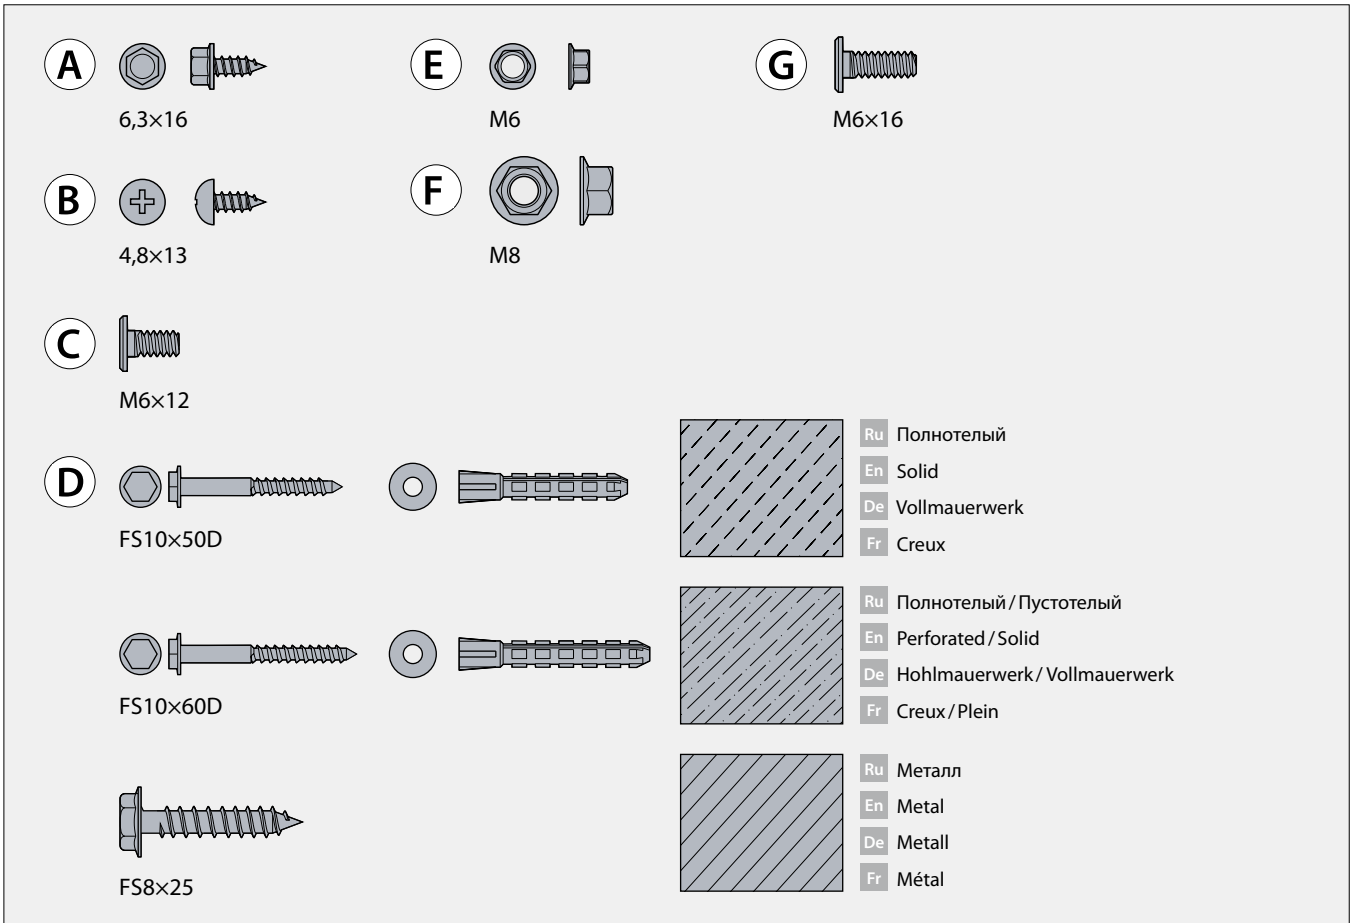 A
6,3×16
E
M6
G
M6×16
B
4,8×13
F
M8
C
M6×12
D
FS10×50D
Ru Полнотелый
En Solid
De Vollmauerwerk
Fr Creux
FS10×60D
Ru Полнотелый/Пустотелый
En Perforated/Solid
De Hohlmauerwerk/Vollmauerwerk
Fr Creux/Plein
FS8×25
Ru Металл
En Metal
De Metall
Fr Métal